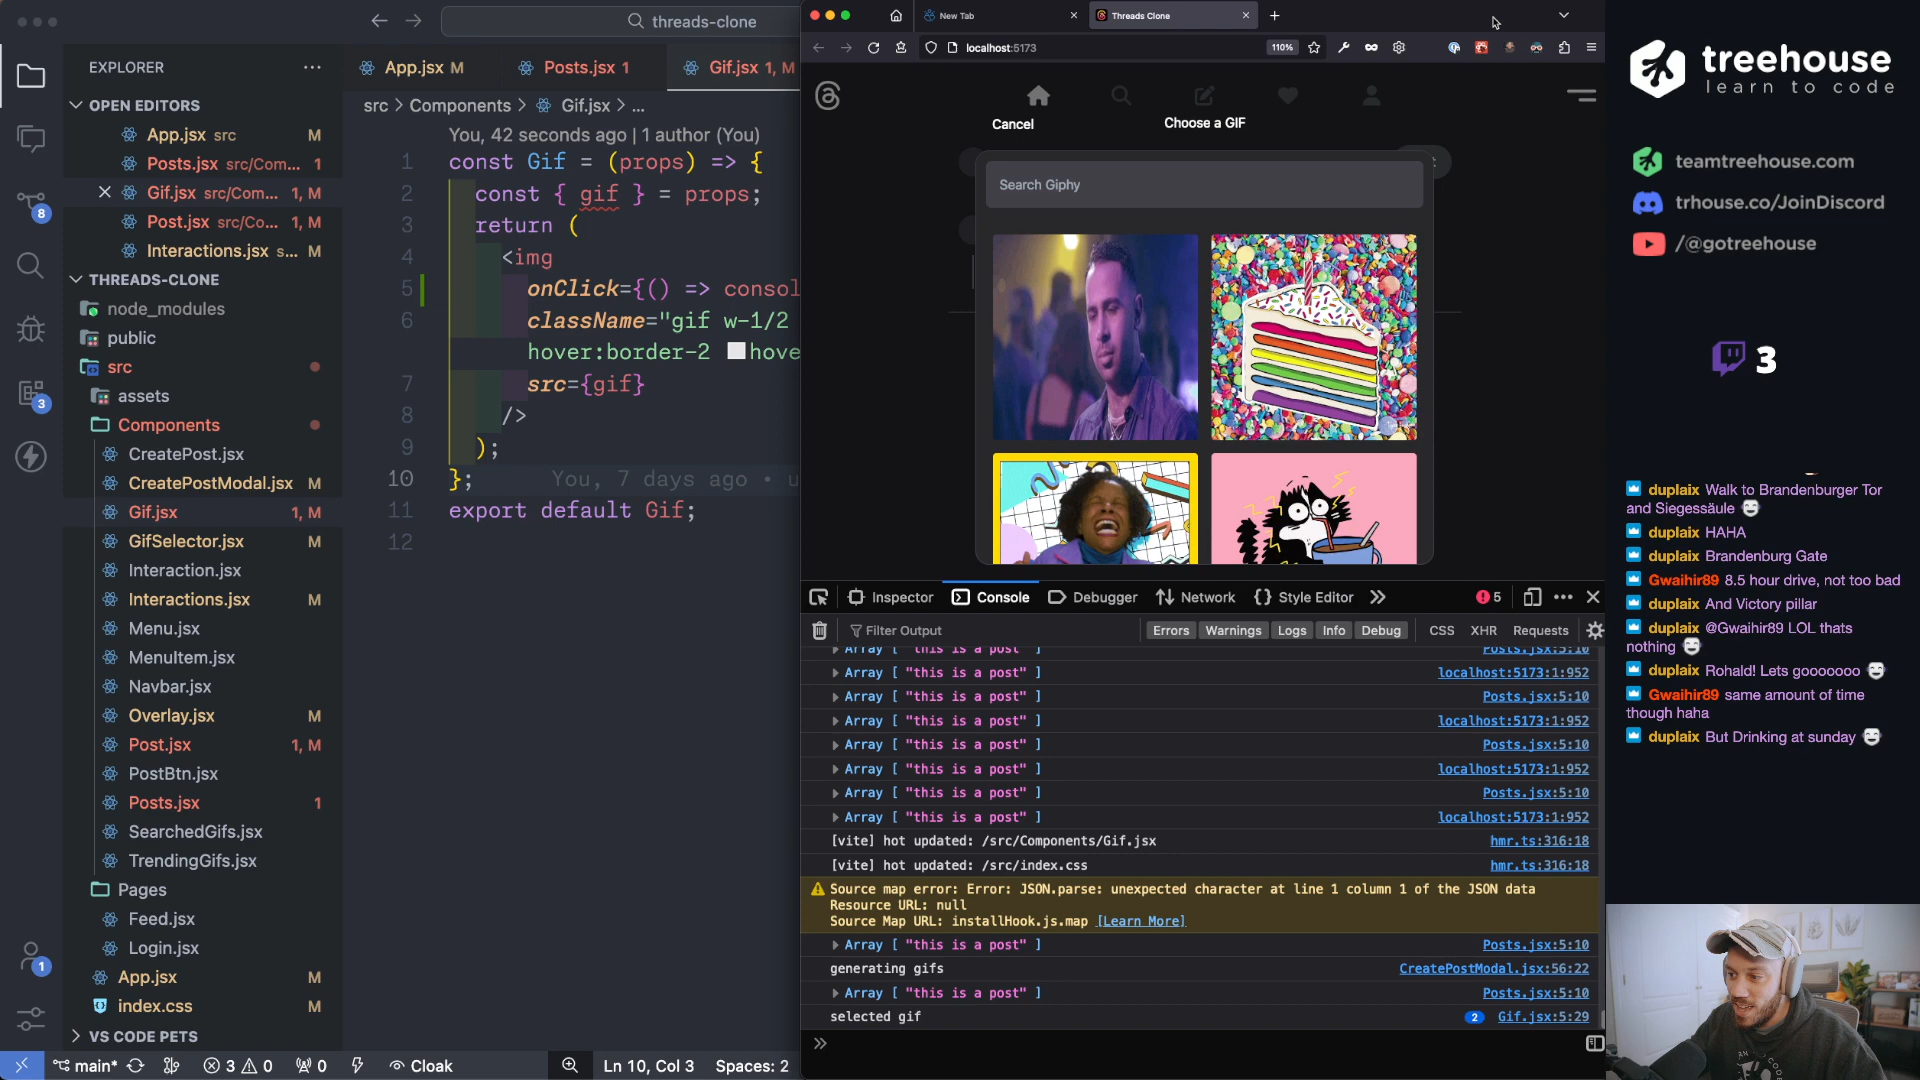 threads-clone
EXPLORER
OPEN EDITORS
App.jsx src M
Posts.jsx src/Com... 1
Gif.jsx src/Com... 1, M
Post.jsx src/Co... 1, M
Interactions.jsx s... M
THREADS-CLONE
node_modules
public
src
assets
Components
CreatePost.jsx
CreatePostModal.jsx M
Gif.jsx 1, M
GifSelector.jsx M
Interaction.jsx
Interactions.jsx M
Menu.jsx
MenuItem.jsx
Navbar.jsx
Overlay.jsx M
Post.jsx 1, M
PostBtn.jsx
Posts.jsx 1
SearchedGifs.jsx
TrendingGifs.jsx
Pages
Feed.jsx
Login.jsx
App.jsx M
index.css M
VS CODE PETS
8
3
1
main* 3 0 0 Cloak Ln 10, Col 3 Spaces: 2
App.jsx M Posts.jsx 1 Gif.jsx 1, M
src > Components > Gif.jsx > ...
You, 42 seconds ago | 1 author (You)
1 const Gif = (props) => {
2 const { gif } = props;
3 return (
4 <img
5 onClick={() => consol
6 className="gif w-1/2
hover:border-2 hove
7 src={gif}
8 />
9 );
10 }; You, 7 days ago • u
11 export default Gif;
12
New Tab Threads Clone
localhost:5173 110%
Cancel Choose a GIF
Search Giphy
Inspector Console Debugger Network Style Editor 5
Filter Output Errors Warnings Logs Info Debug CSS XHR Requests
Array [ "this is a post" ] Posts.jsx:5:10
Array [ "this is a post" ] localhost:5173:1:952
Array [ "this is a post" ] Posts.jsx:5:10
Array [ "this is a post" ] localhost:5173:1:952
Array [ "this is a post" ] Posts.jsx:5:10
Array [ "this is a post" ] localhost:5173:1:952
Array [ "this is a post" ] Posts.jsx:5:10
Array [ "this is a post" ] localhost:5173:1:952
[vite] hot updated: /src/Components/Gif.jsx hmr.ts:316:18
[vite] hot updated: /src/index.css hmr.ts:316:18
Source map error: Error: JSON.parse: unexpected character at line 1 column 1 of the JSON data
Resource URL: null
Source Map URL: installHook.js.map [Learn More]
Array [ "this is a post" ] Posts.jsx:5:10
generating gifs CreatePostModal.jsx:56:22
Array [ "this is a post" ] Posts.jsx:5:10
selected gif 2 Gif.jsx:5:29
treehouse
learn to code
teamtreehouse.com
trhouse.co/JoinDiscord
/@gotreehouse
3
duplaix Walk to Brandenburger Tor
and Siegessäule
duplaix HAHA
duplaix Brandenburg Gate
Gwaihir89 8.5 hour drive, not too bad
duplaix And Victory pillar
duplaix @Gwaihir89 LOL thats
nothing
duplaix Rohald! Lets gooooooo
Gwaihir89 same amount of time
though haha
duplaix But Drinking at sunday